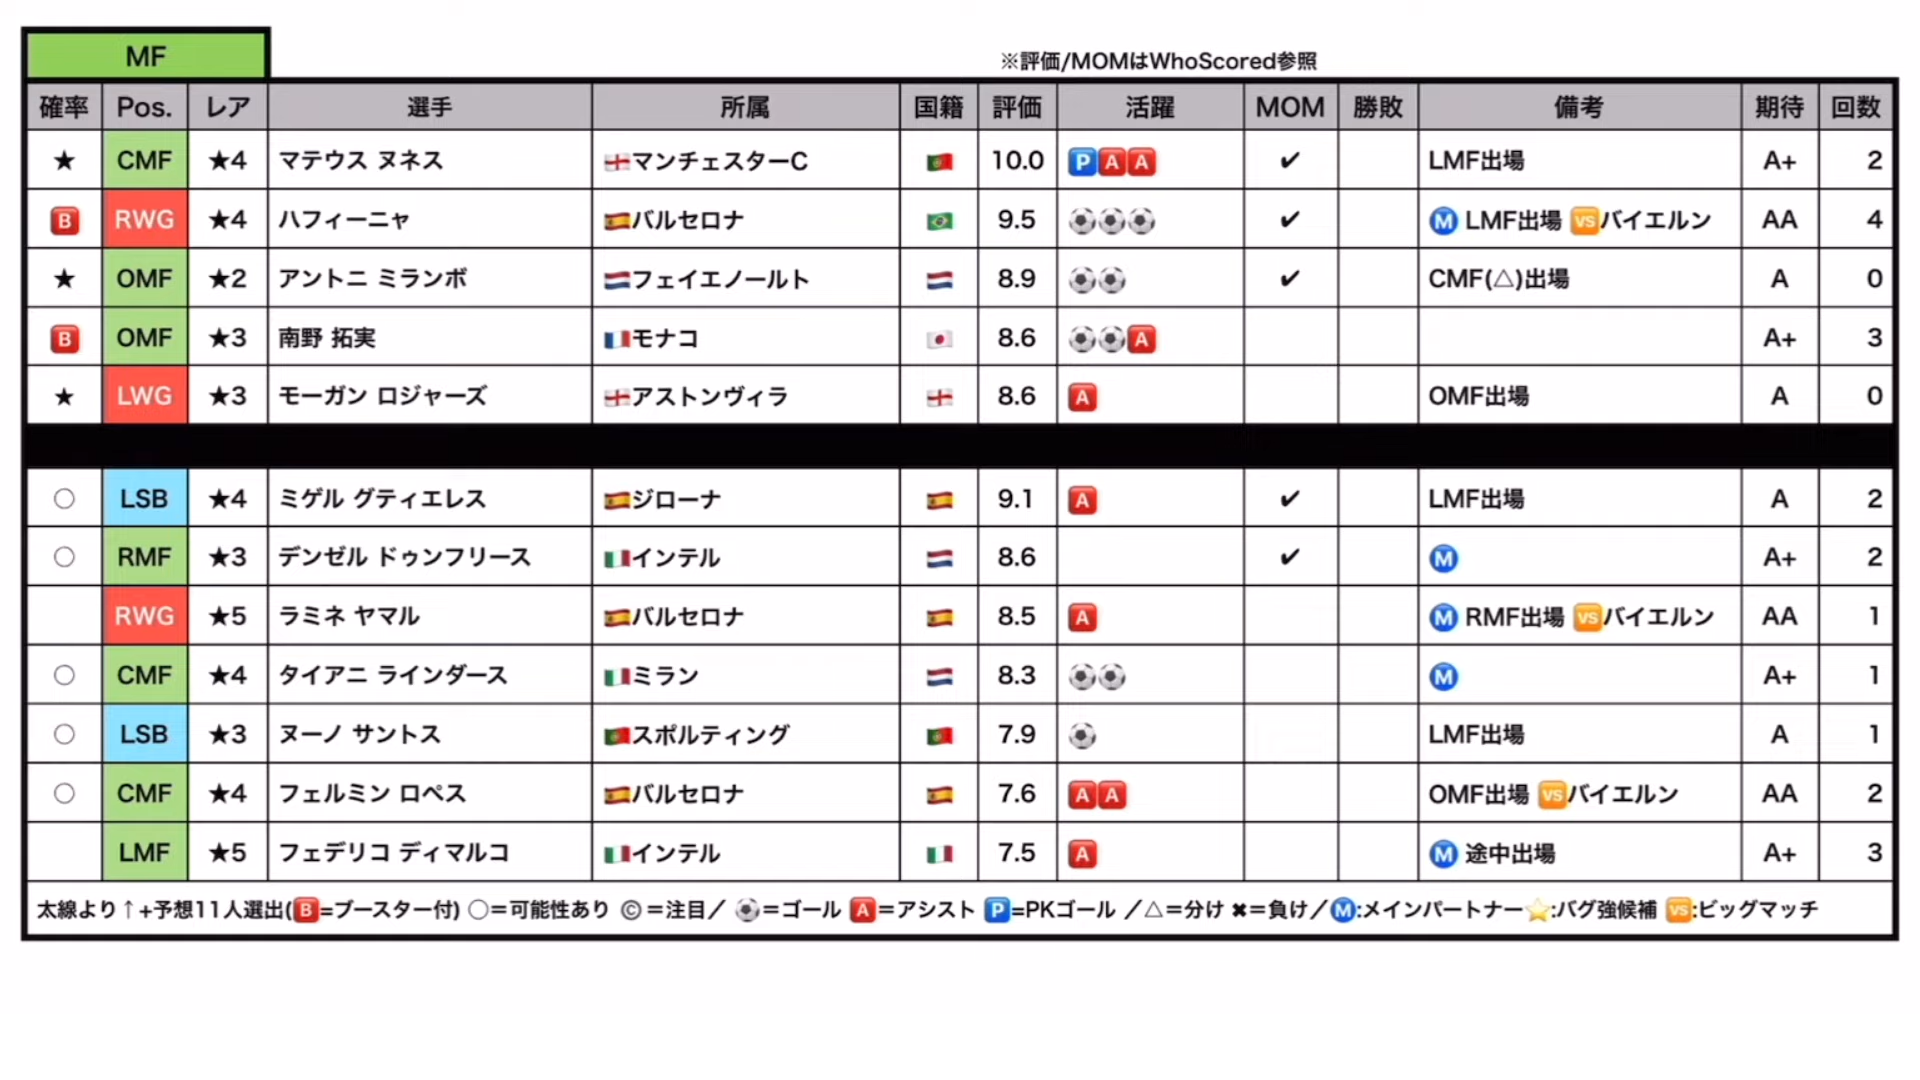 MF
※評価/MOMはWhoScored参照
確率 Pos. レア 選手 所属 国籍 評価 活躍 MOM 勝敗 備考 期待 回数
★ CMF ★4 マテウス ヌネス 🏴󠁧󠁢󠁥󠁮󠁧󠁿マンチェスターC 🇵🇹 10.0 🅿🅰🅰 ✔ LMF出場 A+ 2
🅱 RWG ★4 ハフィーニャ 🇪🇸バルセロナ 🇧🇷 9.5 ⚽⚽⚽ ✔ Ⓜ LMF出場 🆚バイエルン AA 4
★ OMF ★2 アントニ ミランボ 🇳🇱フェイエノールト 🇳🇱 8.9 ⚽⚽ ✔ CMF(△)出場 A 0
🅱 OMF ★3 南野 拓実 🇫🇷モナコ 🇯🇵 8.6 ⚽⚽🅰 A+ 3
★ LWG ★3 モーガン ロジャーズ 🏴󠁧󠁢󠁥󠁮󠁧󠁿アストンヴィラ 🏴󠁧󠁢󠁥󠁮󠁧󠁿 8.6 🅰 OMF出場 A 0
○ LSB ★4 ミゲル グティエレス 🇪🇸ジローナ 🇪🇸 9.1 🅰 ✔ LMF出場 A 2
○ RMF ★3 デンゼル ドゥンフリース 🇮🇹インテル 🇳🇱 8.6 ✔ Ⓜ A+ 2
RWG ★5 ラミネ ヤマル 🇪🇸バルセロナ 🇪🇸 8.5 🅰 Ⓜ RMF出場 🆚バイエルン AA 1
○ CMF ★4 タイアニ ラインダース 🇮🇹ミラン 🇳🇱 8.3 ⚽⚽ Ⓜ A+ 1
○ LSB ★3 ヌーノ サントス 🇵🇹スポルティング 🇵🇹 7.9 ⚽ LMF出場 A 1
○ CMF ★4 フェルミン ロペス 🇪🇸バルセロナ 🇪🇸 7.6 🅰🅰 OMF出場 🆚バイエルン AA 2
LMF ★5 フェデリコ ディマルコ 🇮🇹インテル 🇮🇹 7.5 🅰 Ⓜ 途中出場 A+ 3
太線より↑+予想11人選出(🅱=ブースター付) ○=可能性あり ©=注目／ ⚽=ゴール 🅰=アシスト 🅿=PKゴール ／△=分け ✖=負け／Ⓜ:メインパートナー⭐:バグ強候補 🆚:ビッグマッチ